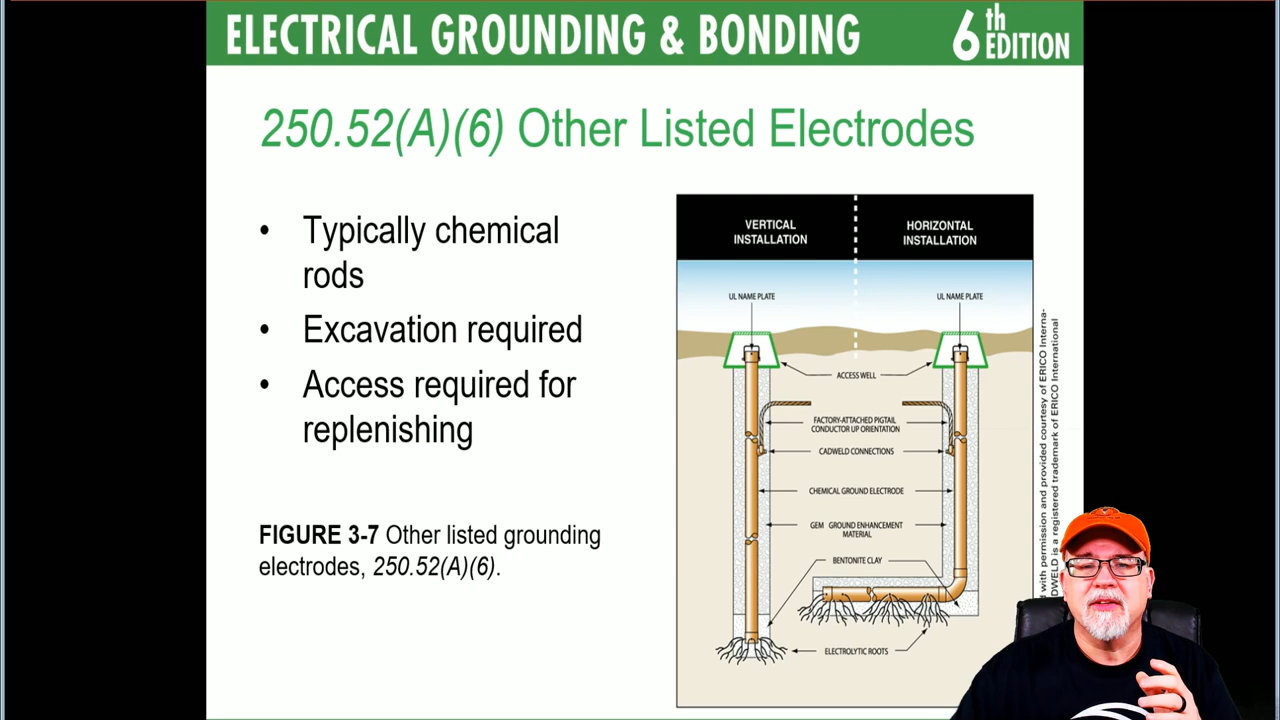 ELECTRICAL GROUNDING & BONDING
6th EDITION
250.52(A)(6) Other Listed Electrodes
• Typically chemical
rods
• Excavation required
• Access required for
replenishing
FIGURE 3-7 Other listed grounding
electrodes, 250.52(A)(6).
VERTICAL
INSTALLATION
HORIZONTAL
INSTALLATION
UL NAME PLATE
UL NAME PLATE
ACCESS WELL
FACTORY-ATTACHED PIGTAIL
CONDUCTOR UP ORIENTATION
CADWELD CONNECTIONS
CHEMICAL GROUND ELECTRODE
GEM GROUND ENHANCEMENT
MATERIAL
BENTONITE CLAY
ELECTROLYTIC ROOTS
with permission and provided courtesy of ERICO Interna-
is a registered trademark of ERICO International